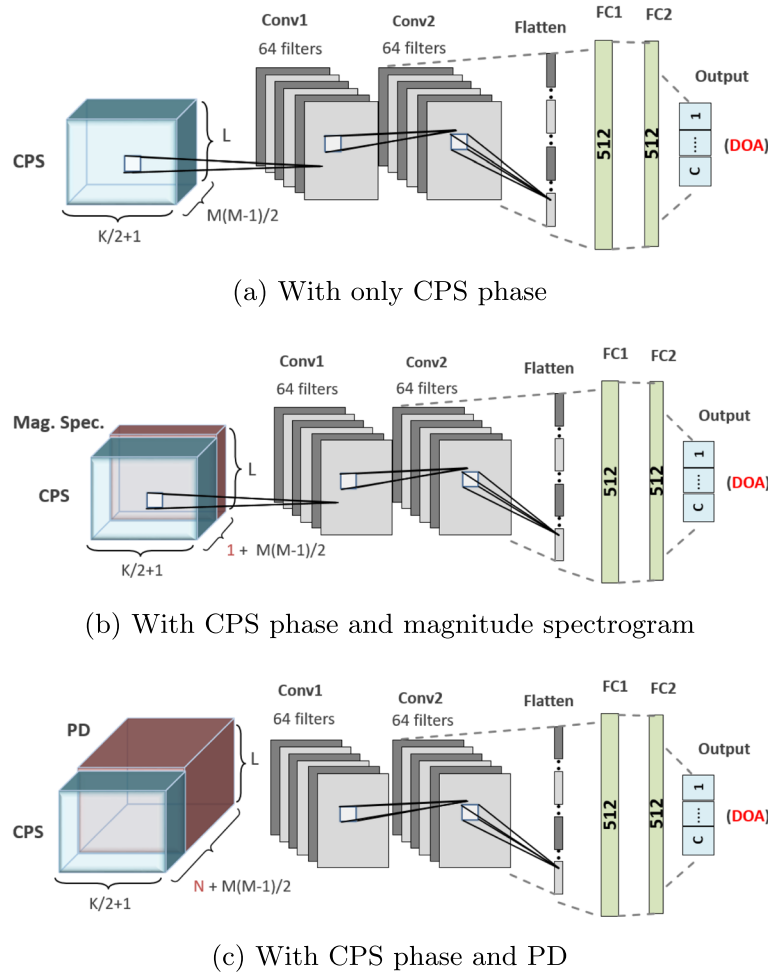 Conv1
Conv2
Flatten
FC1
FC2
64 filters
64 filters
Output
CPS
L
512
512
1
.....
C
(DOA)
M(M-1)/2
K/2+1
(a) With only CPS phase
Conv1
Conv2
Flatten
FC1
FC2
64 filters
64 filters
Output
Mag. Spec.
CPS
L
512
512
1
.....
C
(DOA)
1 + M(M-1)/2
K/2+1
(b) With CPS phase and magnitude spectrogram
Conv1
Conv2
Flatten
FC1
FC2
64 filters
64 filters
Output
PD
CPS
L
512
512
1
.....
C
(DOA)
N + M(M-1)/2
K/2+1
(c) With CPS phase and PD